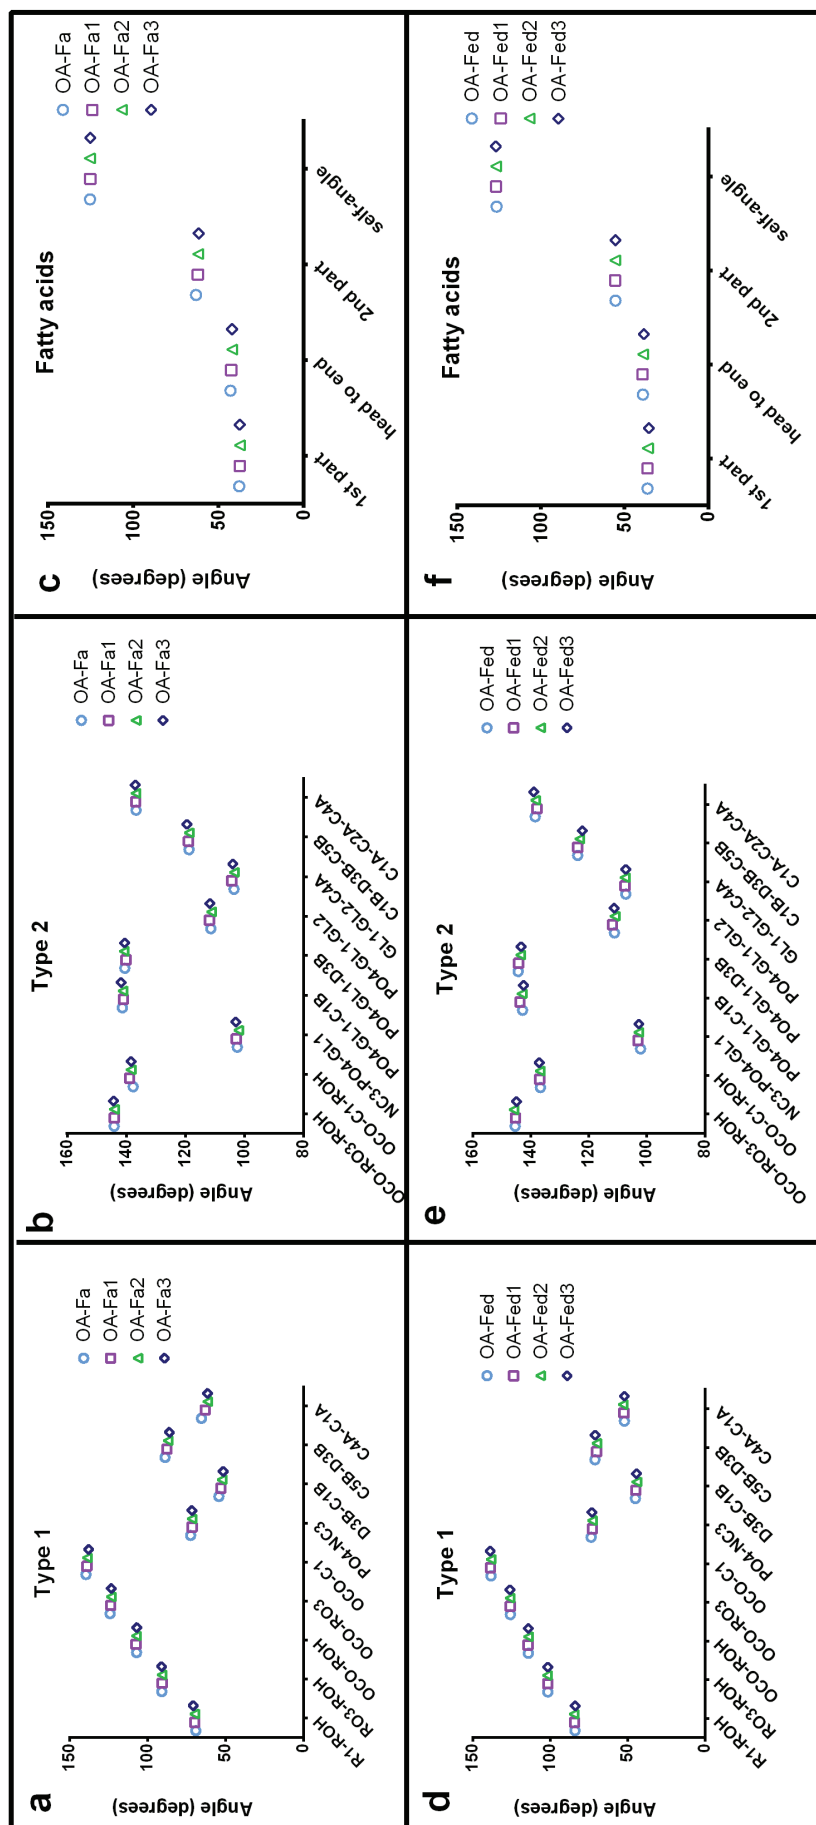 a
Type 1
Angle (degrees)
150
100
50
0
R1-ROH
RO3-ROH
OCO-ROH
OCO-RO3
OCO-C1
PO4-NC3
D3B-C1B
C5B-D3B
C4A-C1A
OA-Fa
OA-Fa1
OA-Fa2
OA-Fa3
b
Type 2
Angle (degrees)
160
140
120
100
80
OCO-RO3-ROH
OCO-C1-ROH
NC3-PO4-GL1
PO4-GL1-C1B
PO4-GL1-D3B
PO4-GL1-GL2
GL1-GL2-C4A
C1B-D3B-C5B
C1A-C2A-C4A
OA-Fa
OA-Fa1
OA-Fa2
OA-Fa3
c
Fatty acids
Angle (degrees)
150
100
50
0
1st part
head to end
2nd part
self-angle
OA-Fa
OA-Fa1
OA-Fa2
OA-Fa3
d
Type 1
Angle (degrees)
150
100
50
0
R1-ROH
RO3-ROH
OCO-ROH
OCO-RO3
OCO-C1
PO4-NC3
D3B-C1B
C5B-D3B
C4A-C1A
OA-Fed
OA-Fed1
OA-Fed2
OA-Fed3
e
Type 2
Angle (degrees)
160
140
120
100
80
OCO-RO3-ROH
OCO-C1-ROH
NC3-PO4-GL1
PO4-GL1-C1B
PO4-GL1-D3B
PO4-GL1-GL2
GL1-GL2-C4A
C1B-D3B-C5B
C1A-C2A-C4A
OA-Fed
OA-Fed1
OA-Fed2
OA-Fed3
f
Fatty acids
Angle (degrees)
150
100
50
0
1st part
head to end
2nd part
self-angle
OA-Fed
OA-Fed1
OA-Fed2
OA-Fed3